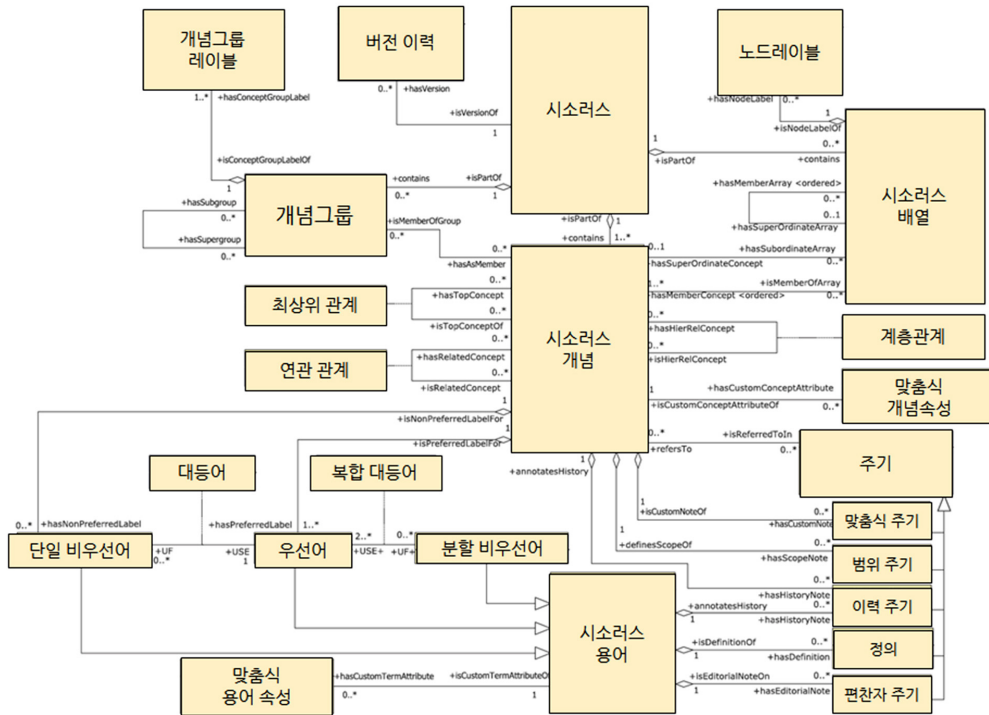 개념그룹
레이블
버전 이력
노드레이블
시소러스
1..*
+hasConceptGroupLabel
0..*
+hasVersion
+isVersionOf
1
+hasNodeLabel
0..*
1
+isNodeLabelOf
0..*
1
+isPartOf
+contains
+isConceptGroupLabelOf
1
개념그룹
+contains
0..*
+isPartOf
1
+hasSubgroup
0..*
+hasSupergroup
0..*
+isMemberOfGroup
0..*
+isPartOf
1
+contains
1..*
시소러스
배열
+hasMemberArray <ordered>
0..*
0..1
+hasSuperOrdinateArray
0..*
+hasAsMember
0..1
+hasSubordinateArray
+hasSuperOrdinateConcept
0..*
+isMemberOfArray
1..*
+hasMemberConcept <ordered>
0..*
시소러스
개념
최상위 관계
0..*
+hasTopConcept
0..*
+isTopConceptOf
연관 관계
0..*
+hasRelatedConcept
0..*
+isRelatedConcept
0..*
+hasHierRelConcept
0..*
+isHierRelConcept
계층관계
+hasCustomConceptAttribute
1
+isCustomConceptAttributeOf
0..*
맞춤식
개념속성
1
+isNonPreferredLabelFor
1
+isPreferredLabelFor
0..*
+isReferredToIn
+refersTo
0..*
주기
대등어
복합 대등어
+annotatesHistory
1
1
+isCustomNoteOf
0..*
+hasCustomNote
맞춤식 주기
0..*
+hasNonPreferredLabel
+hasPreferredLabel
1..*
단일 비우선어
+UF
0..*
+USE
1
우선어
2..*
+USE+
0..*
+UF+
분할 비우선어
1
+definesScopeOf
0..*
+hasScopeNote
범위 주기
0..*
+hasHistoryNote
시소러스
용어
+annotatesHistory
1
0..*
+hasHistoryNote
이력 주기
+isDefinitionOf
1
0..*
+hasDefinition
정의
+isEditorialNoteOn
1
0..*
+hasEditorialNote
편찬자 주기
맞춤식
용어 속성
+hasCustomTermAttribute
0..*
+isCustomTermAttributeOf
1